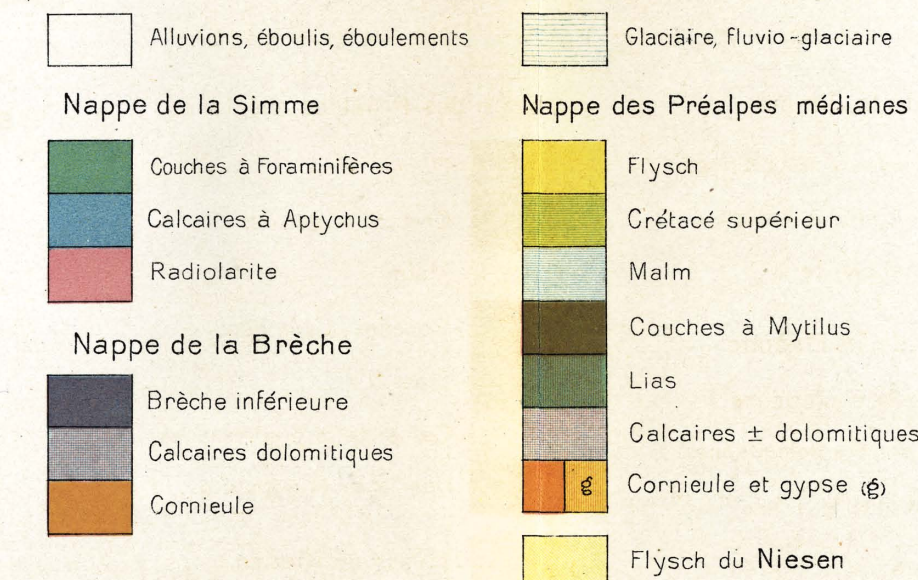 Alluvions, éboulis, éboulements
Nappe de la Simme
Couches à Foraminifères
Calcaires à Aptychus
Radiolarite
Nappe de la Brèche
Brèche inférieure
Calcaires dolomitiques
Cornieule
Glaciaire, fluvio-glaciaire
Nappe des Préalpes médianes
Flysch
Crétacé supérieur
Malm
Couches à Mytilus
Lias
Calcaires ± dolomitiques
g
Cornieule et gypse (g)
Flysch du Niesen